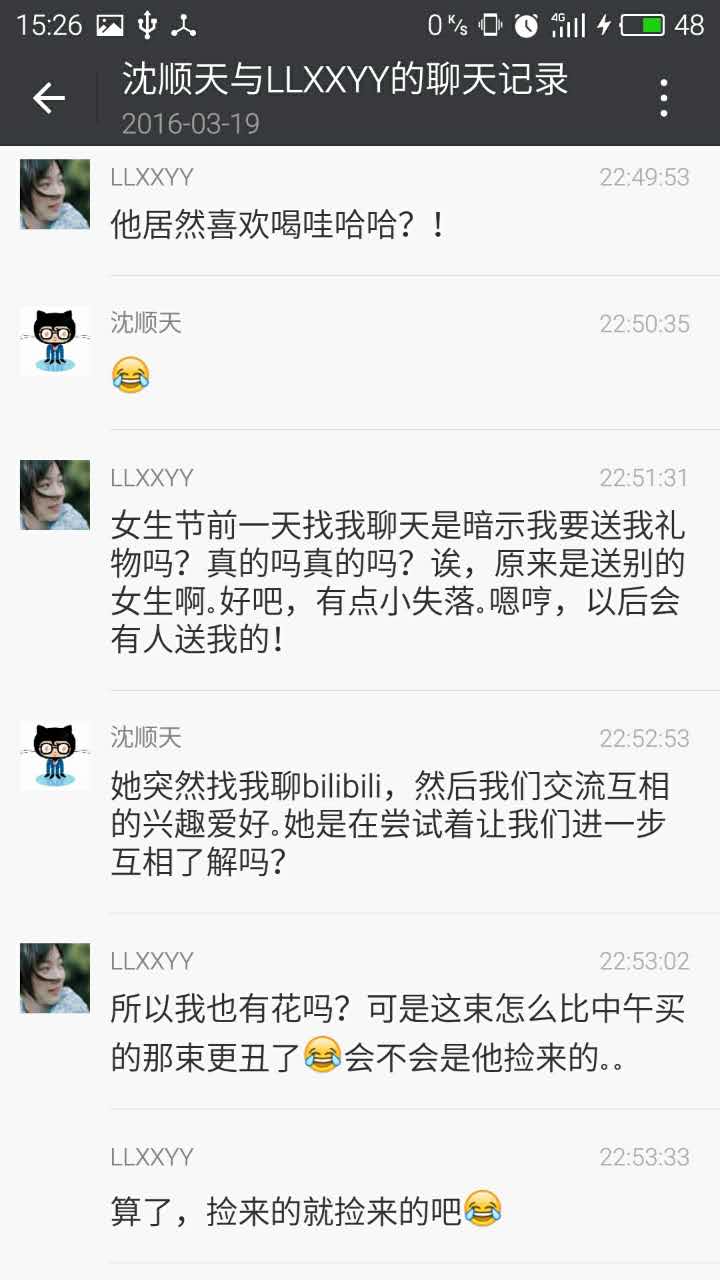 15:26
0 K/s 4G 48
沈顺天与LLXXYY的聊天记录
2016-03-19
LLXXYY 22:49:53
他居然喜欢喝哇哈哈？！
沈顺天 22:50:35
😂
LLXXYY 22:51:31
女生节前一天找我聊天是暗示我要送我礼
物吗？真的吗真的吗？诶，原来是送别的
女生啊。好吧，有点小失落。嗯哼，以后会
有人送我的！
沈顺天 22:52:53
她突然找我聊bilibili，然后我们交流互相
的兴趣爱好。她是在尝试着让我们进一步
互相了解吗？
LLXXYY 22:53:02
所以我也有花吗？可是这束怎么比中午买
的那束更丑了😂会不会是他捡来的。。
LLXXYY 22:53:33
算了，捡来的就捡来的吧😂